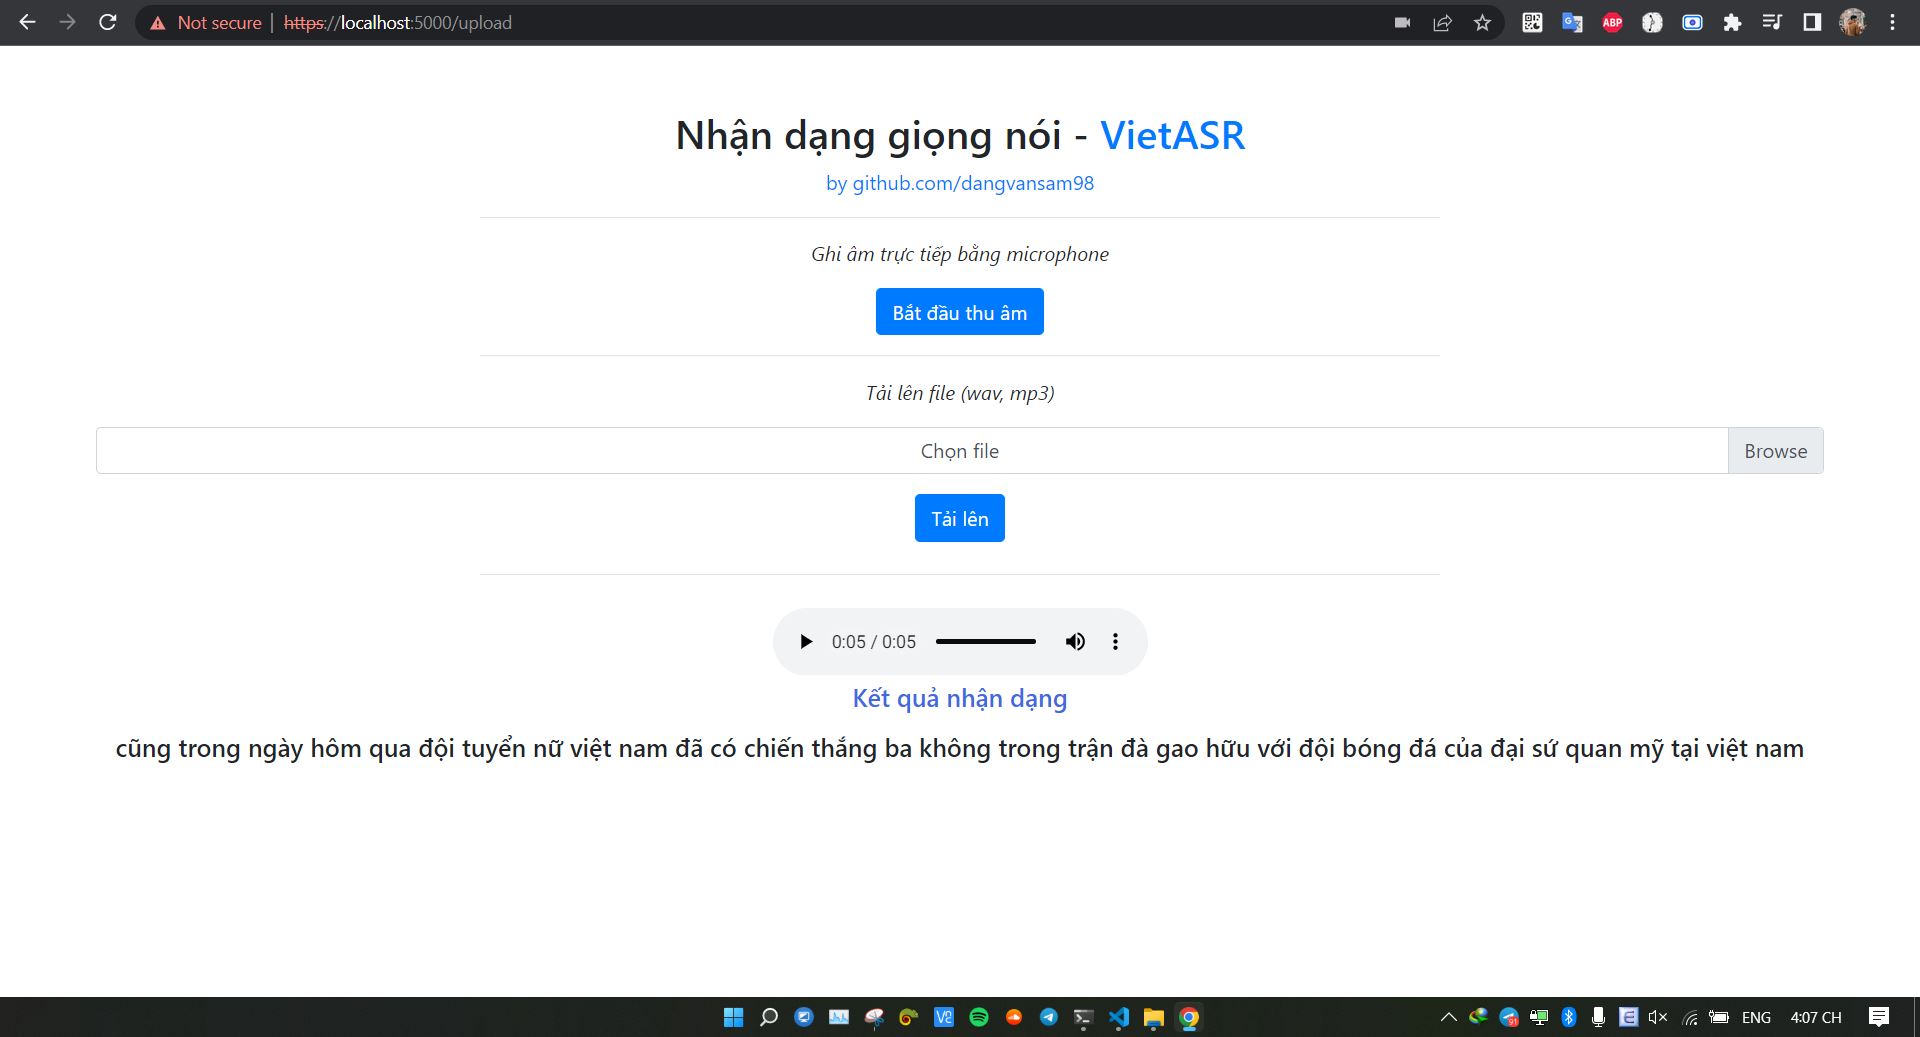 Not secure | https://localhost:5000/upload
ABP
Nhận dạng giọng nói - VietASR
by github.com/dangvansam98
Ghi âm trực tiếp bằng microphone
Bắt đầu thu âm
Tải lên file (wav, mp3)
Chọn file
Browse
Tải lên
0:05 / 0:05
Kết quả nhận dạng
cũng trong ngày hôm qua đội tuyển nữ việt nam đã có chiến thắng ba không trong trận đà gao hữu với đội bóng đá của đại sứ quan mỹ tại việt nam
ENG
4:07 CH